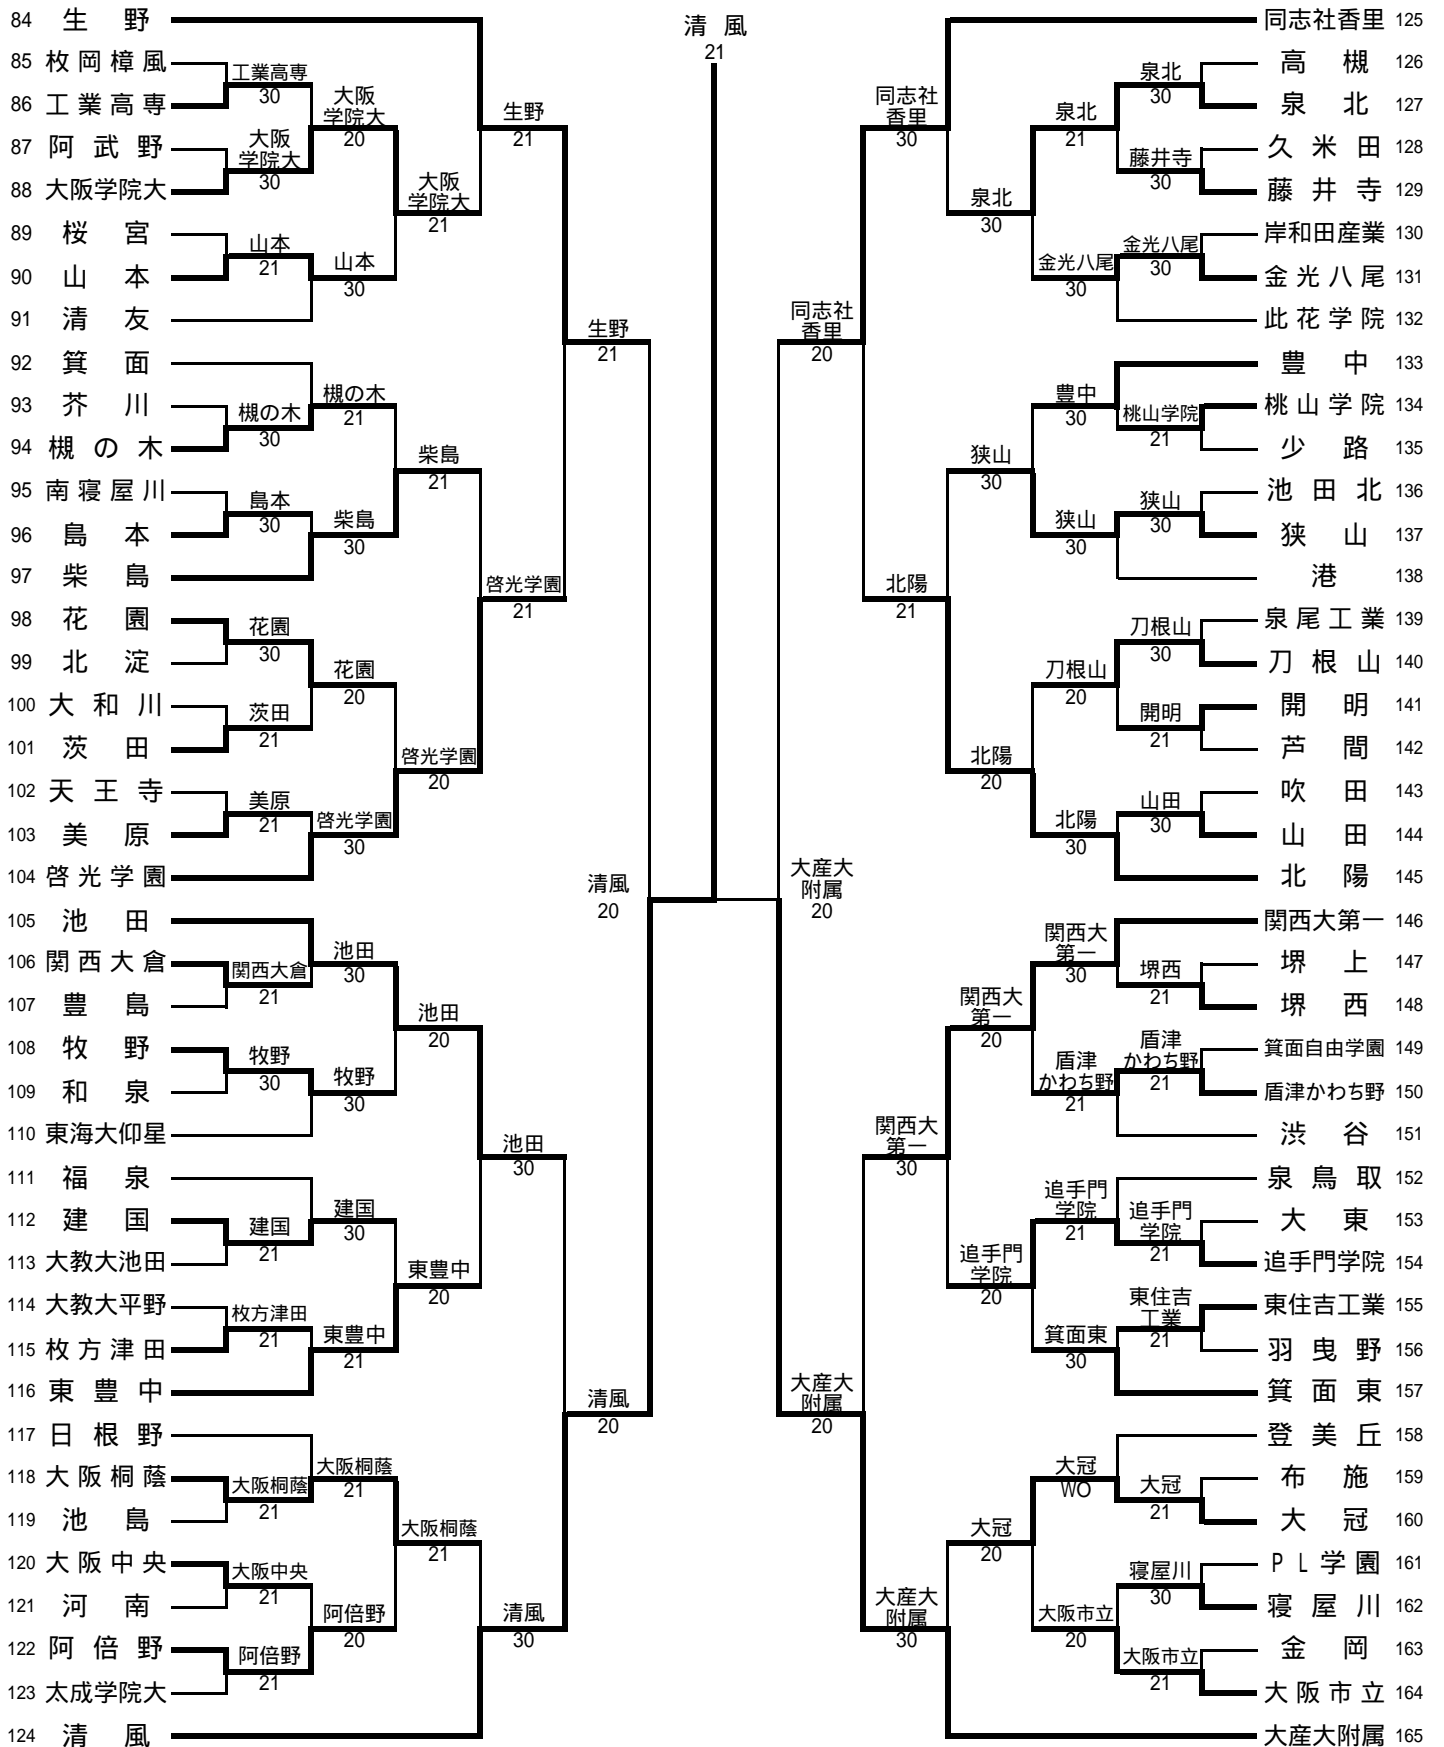 清風
21
84 生野
85 枚岡樟風
86 工業高専
87 阿武野
88 大阪学院大
89 桜宮
90 山本
91 清友
92 箕面
93 芥川
94 槻の木
95 南寝屋川
96 島本
97 柴島
98 花園
99 北淀
100 大和川
101 茨田
102 天王寺
103 美原
104 啓光学園
105 池田
106 関西大倉
107 豊島
108 牧野
109 和泉
110 東海大仰星
111 福泉
112 建国
113 大教大池田
114 大教大平野
115 枚方津田
116 東豊中
117 日根野
118 大阪桐蔭
119 池島
120 大阪中央
121 河南
122 阿倍野
123 太成学院大
124 清風
工業高専
30
大阪
学院大
30
山本
21
槻の木
30
島本
30
花園
30
茨田
21
美原
21
関西大倉
21
牧野
30
建国
21
枚方津田
21
大阪桐蔭
21
大阪中央
21
阿倍野
21
大阪
学院大
20
山本
30
槻の木
21
柴島
30
花園
20
啓光学園
30
池田
30
牧野
30
建国
30
東豊中
21
大阪桐蔭
21
阿倍野
20
大阪
学院大
21
柴島
21
啓光学園
20
池田
20
東豊中
20
大阪桐蔭
21
生野
21
啓光学園
21
池田
30
清風
30
生野
21
清風
20
清風
20
大産大
附属
20
同志社
香里
20
大産大
附属
20
同志社
香里
30
北陽
21
関西大
第一
30
大産大
附属
30
泉北
30
狭山
30
北陽
20
関西大
第一
20
追手門
学院
20
大冠
20
泉北
21
金光八尾
30
豊中
30
狭山
30
刀根山
20
北陽
30
関西大
第一
30
盾津
かわち野
21
追手門
学院
21
箕面東
30
大冠
WO
大阪市立
20
泉北
30
藤井寺
30
金光八尾
30
桃山学院
21
狭山
30
刀根山
30
開明
21
山田
30
堺西
21
盾津
かわち野
21
追手門
学院
21
東住吉
工業
21
大冠
21
寝屋川
30
大阪市立
21
同志社香里 125
高槻 126
泉北 127
久米田 128
藤井寺 129
岸和田産業 130
金光八尾 131
此花学院 132
豊中 133
桃山学院 134
少路 135
池田北 136
狭山 137
港 138
泉尾工業 139
刀根山 140
開明 141
芦間 142
吹田 143
山田 144
北陽 145
関西大第一 146
堺上 147
堺西 148
箕面自由学園 149
盾津かわち野 150
渋谷 151
泉鳥取 152
大東 153
追手門学院 154
東住吉工業 155
羽曳野 156
箕面東 157
登美丘 158
布施 159
大冠 160
PL学園 161
寝屋川 162
金岡 163
大阪市立 164
大産大附属 165